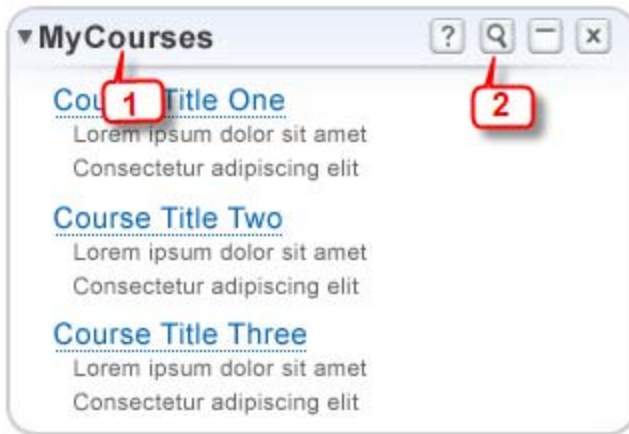 MyCourses ?
1 2
Course Title One
Lorem ipsum dolor sit amet
Consectetur adipiscing elit
Course Title Two
Lorem ipsum dolor sit amet
Consectetur adipiscing elit
Course Title Three
Lorem ipsum dolor sit amet
Consectetur adipiscing elit